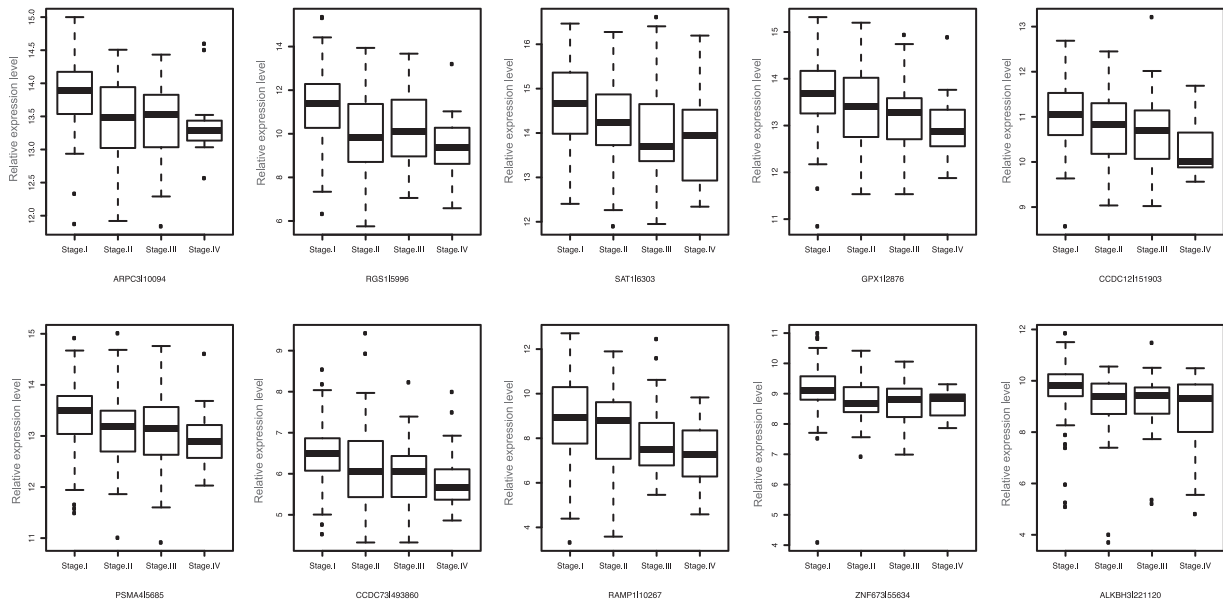 Relative expression level
15.0
14.5
14.0
13.5
13.0
12.5
12.0
Stage.I Stage.II Stage.III Stage.IV
ARPC3|10094
Relative expression level
14
12
10
8
6
Stage.I Stage.II Stage.III Stage.IV
RGS1|5996
Relative expression level
16
15
14
13
12
Stage.I Stage.II Stage.III Stage.IV
SAT1|6303
Relative expression level
15
14
13
12
11
Stage.I Stage.II Stage.III Stage.IV
GPX1|2876
Relative expression level
13
12
11
10
9
Stage.I Stage.II Stage.III Stage.IV
CCDC12|151903
Relative expression level
15
14
13
12
11
Stage.I Stage.II Stage.III Stage.IV
PSMA4|5685
Relative expression level
9
8
7
6
5
Stage.I Stage.II Stage.III Stage.IV
CCDC73|493860
Relative expression level
12
10
8
6
4
Stage.I Stage.II Stage.III Stage.IV
RAMP1|10267
Relative expression level
11
10
9
8
7
6
5
4
Stage.I Stage.II Stage.III Stage.IV
ZNF673|55634
Relative expression level
12
10
8
6
4
Stage.I Stage.II Stage.III Stage.IV
ALKBH3|221120